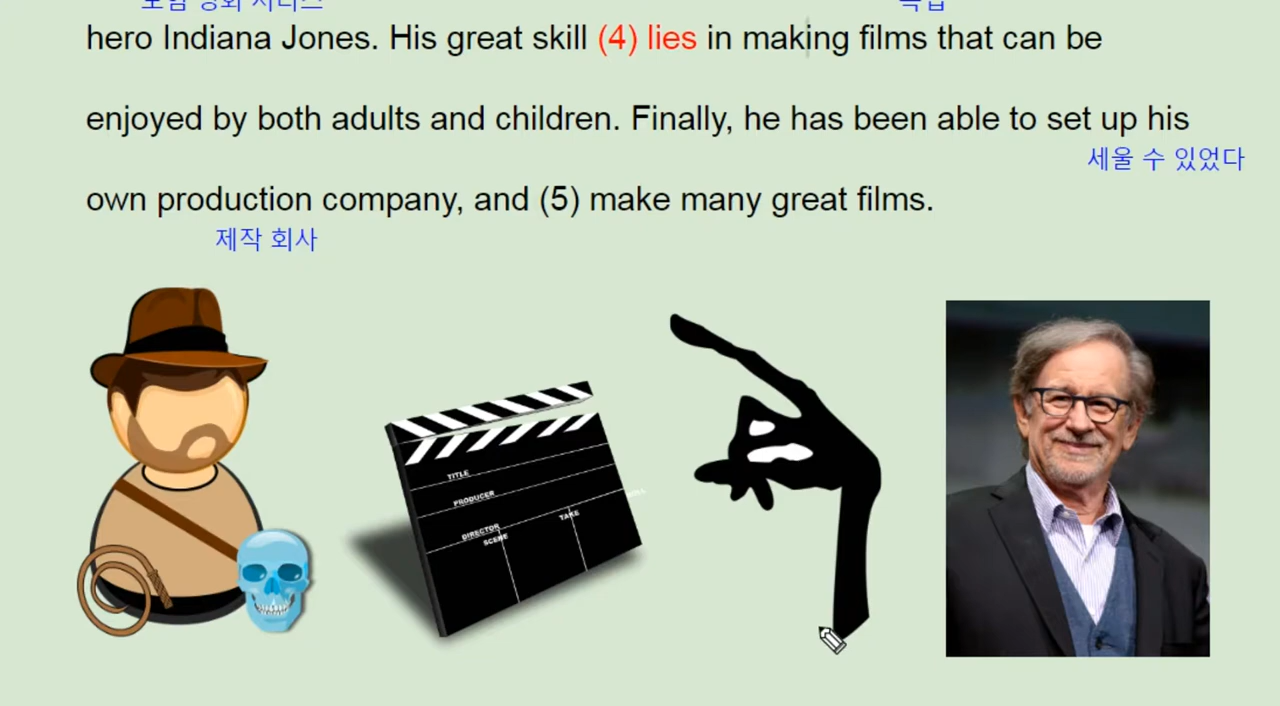 hero Indiana Jones. His great skill (4) lies in making films that can be
enjoyed by both adults and children. Finally, he has been able to set up his
세울 수 있었다
own production company, and (5) make many great films.
제작 회사
TITLE
PRODUCER
DIRECTOR
SCENE
TAKE